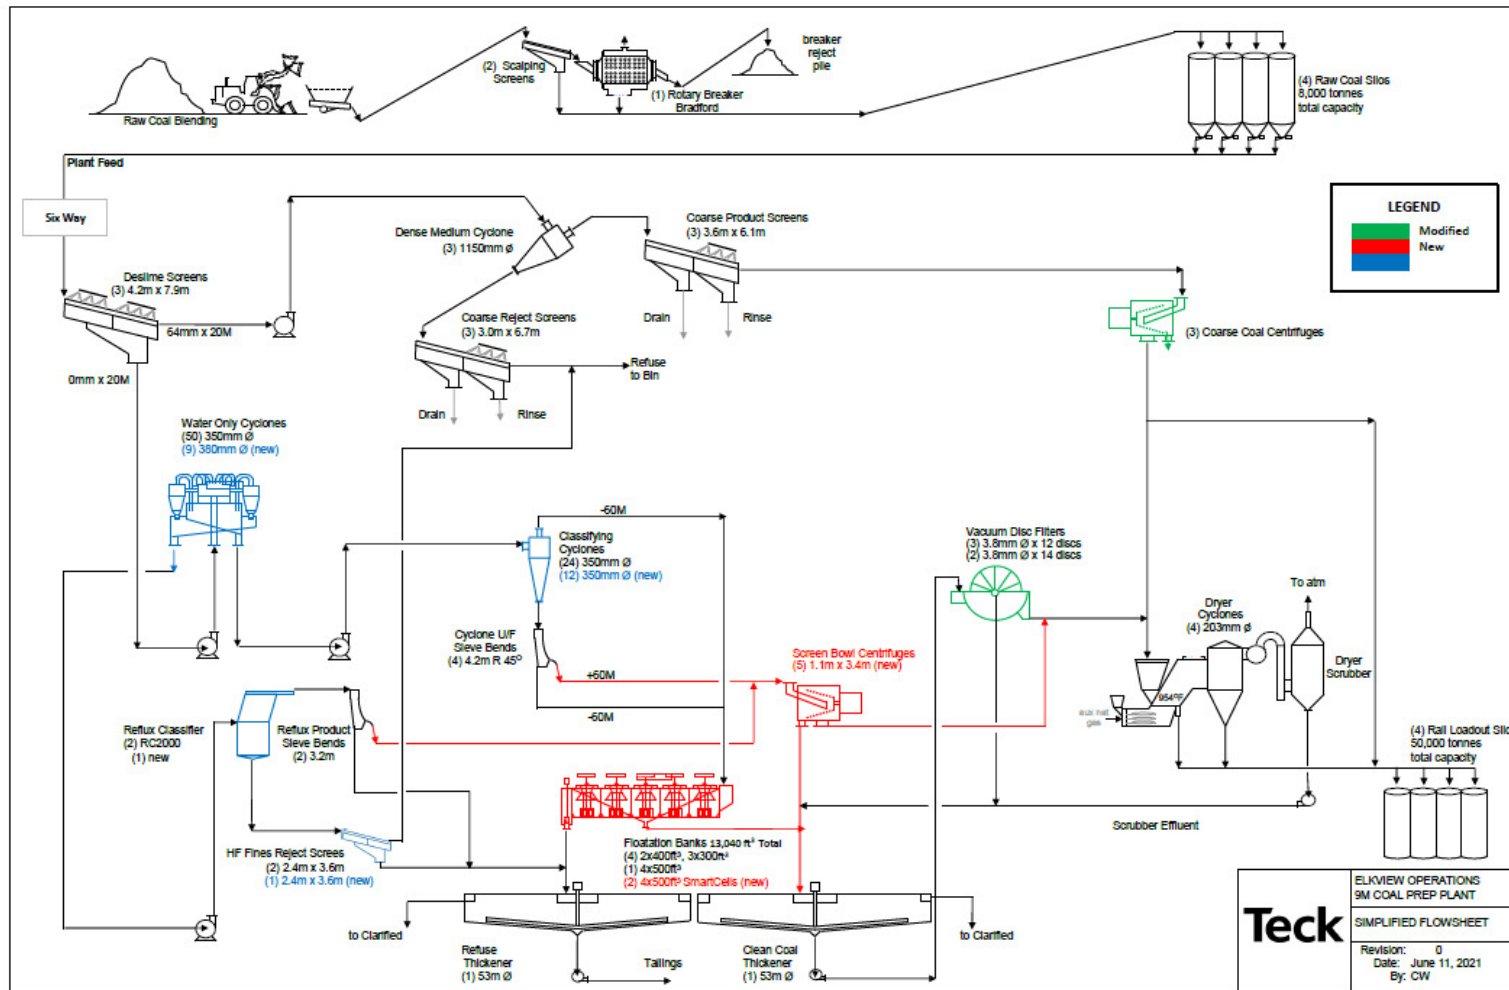 (2) Scalping
Screens
breaker
reject
pile
(1) Rotary Breaker
Bradford
(4) Raw Coal Silos
8,000 tonnes
total capacity
Raw Coal Blending
Plant Feed
Six Way
LEGEND
Modified
New
Dense Medium Cyclone
(3) 1150mm ø
Coarse Product Screens
(3) 3.6m x 6.1m
Deslime Screens
(3) 4.2m x 7.9m
64mm x 20M
Drain
Rinse
Coarse Reject Screens
(3) 3.0m x 6.7m
(3) Coarse Coal Centrifuges
0mm x 20M
Refuse
to Bin
Drain
Rinse
Water Only Cyclones
(50) 350mm Ø
(9) 380mm Ø (new)
-60M
Classifying
Cyclones
(24) 350mm Ø
(12) 350mm Ø (new)
Vacuum Disc Filters
(3) 3.8mm Ø x 12 discs
(2) 3.8mm Ø x 14 discs
To atm
Dryer
Cyclones
(4) 203mm ø
Cyclone U/F
Sieve Bends
(4) 4.2m R 45º
Screen Bowl Centrifuges
(5) 1.1m x 3.4m (new)
Dryer
Scrubber
+60M
954ºF
-60M
aux nat
gas
Reflux Classifier
(2) RC2000
(1) new
Reflux Product
Sieve Bends
(2) 3.2m
(4) Rail Loadout Silo
50,000 tonnes
total capacity
Scrubber Effluent
HF Fines Reject Screes
(2) 2.4m x 3.6m
(1) 2.4m x 3.6m (new)
Floatation Banks 13,040 ft³ Total
(4) 2x400ft³, 3x300ft³
(1) 4x500ft³
(2) 4x500ft³ SmartCells (new)
to Clarified
Refuse
Thickener
(1) 53m Ø
Tailings
Clean Coal
Thickener
(1) 53m Ø
to Clarified
Teck
ELKVIEW OPERATIONS
9M COAL PREP PLANT
SIMPLIFIED FLOWSHEET
Revision: 0
Date: June 11, 2021
By: CW